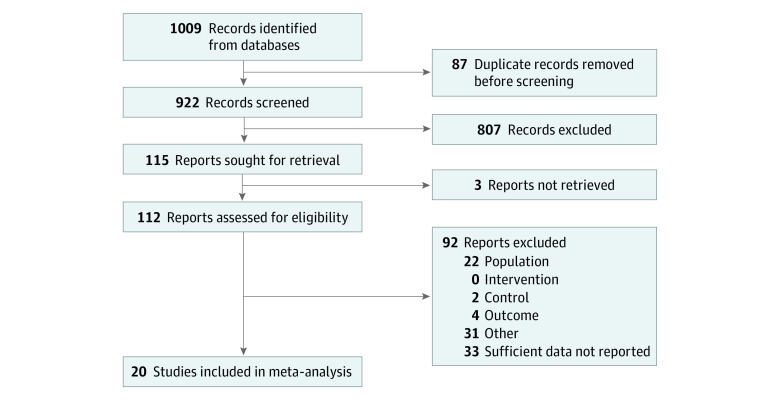 1009 Records identified
from databases
87 Duplicate records removed
before screening
922 Records screened
807 Records excluded
115 Reports sought for retrieval
3 Reports not retrieved
112 Reports assessed for eligibility
92 Reports excluded
22 Population
0 Intervention
2 Control
4 Outcome
31 Other
33 Sufficient data not reported
20 Studies included in meta-analysis